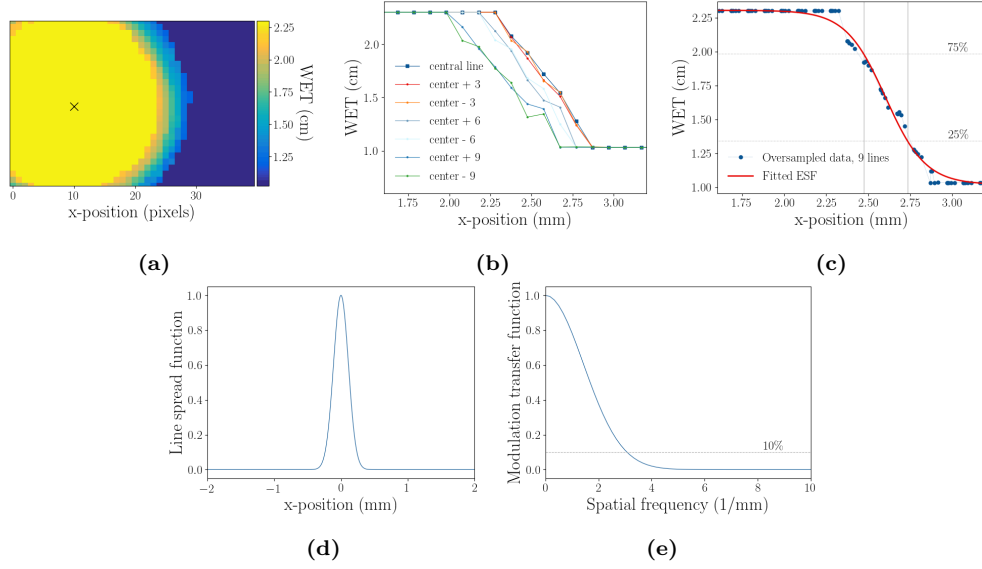 2.25
2.00
1.75
1.50
1.25
WET (cm)
0 10 20 30
x-position (pixels)
(a)
WET (cm)
2.0
1.5
1.0
central line
center + 3
center - 3
center + 6
center - 6
center + 9
center - 9
1.75 2.00 2.25 2.50 2.75 3.00
x-position (mm)
(b)
WET (cm)
2.25
2.00
1.75
1.50
1.25
1.00
75%
25%
Oversampled data, 9 lines
Fitted ESF
1.75 2.00 2.25 2.50 2.75 3.00
x-position (mm)
(c)
Line spread function
1.0
0.8
0.6
0.4
0.2
0.0
−2 −1 0 1 2
x-position (mm)
(d)
Modulation transfer function
1.0
0.8
0.6
0.4
0.2
0.0
10%
0 2 4 6 8 10
Spatial frequency (1/mm)
(e)